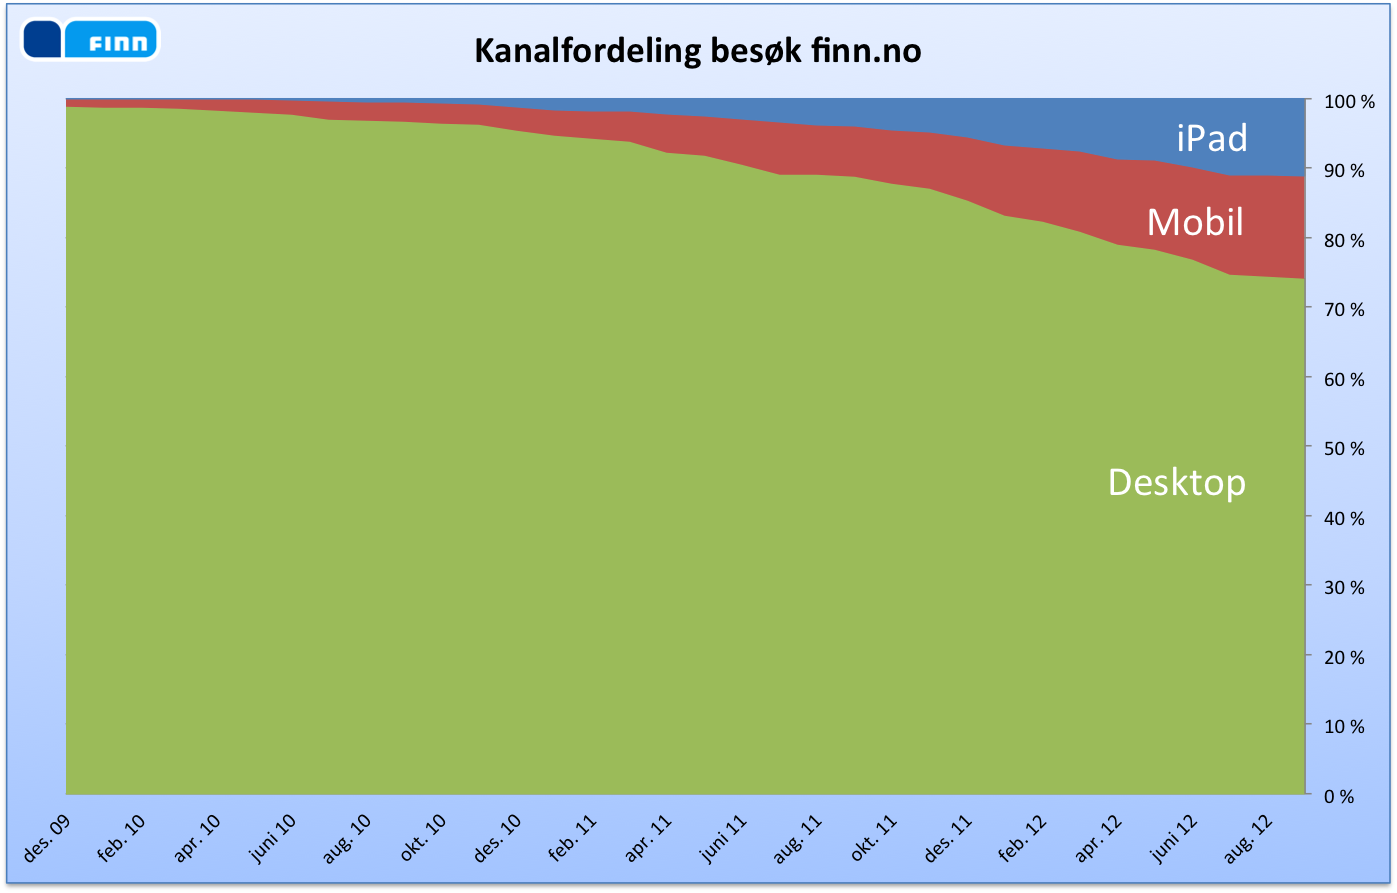 FINN
Kanalfordeling besøk finn.no
100 %
90 %
80 %
70 %
60 %
50 %
40 %
30 %
20 %
10 %
0 %
iPad
Mobil
Desktop
des. 09
feb. 10
apr. 10
juni 10
aug. 10
okt. 10
des. 10
feb. 11
apr. 11
juni 11
aug. 11
okt. 11
des. 11
feb. 12
apr. 12
juni 12
aug. 12